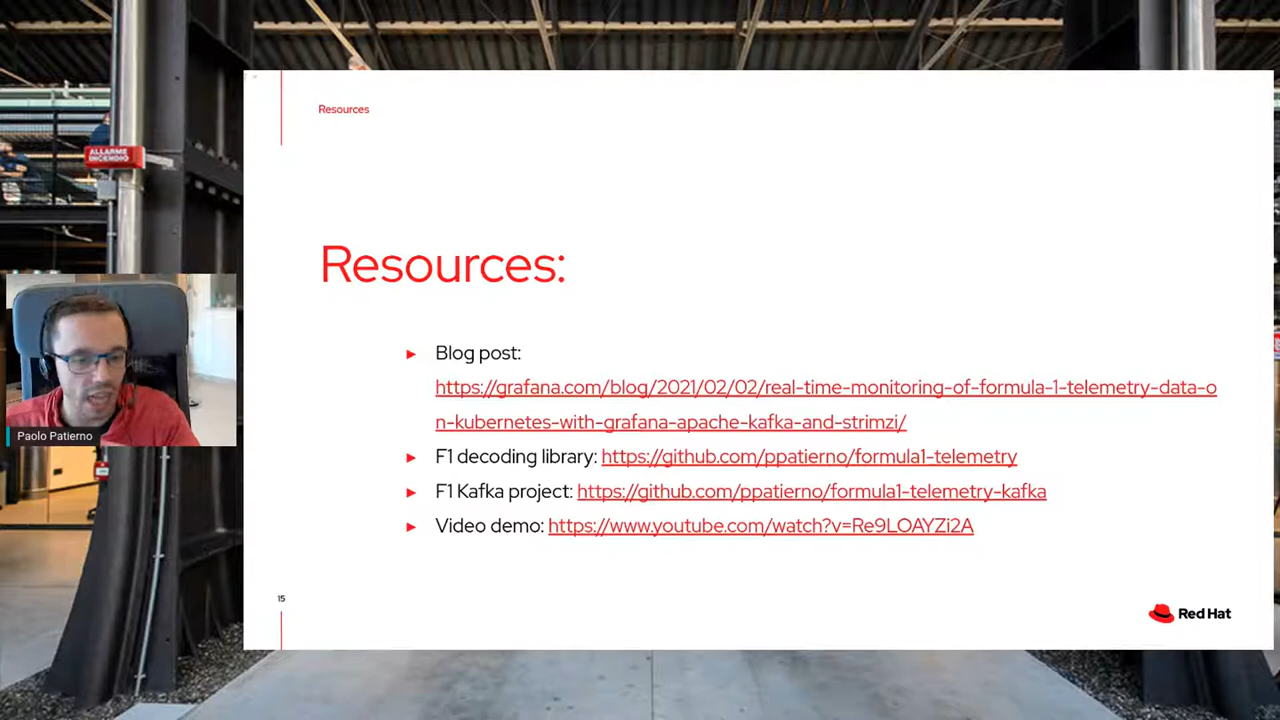 ALLARME
INCENDIO
Resources
Resources:
Blog post:
https://grafana.com/blog/2021/02/02/real-time-monitoring-of-formula-1-telemetry-data-o
n-kubernetes-with-grafana-apache-kafka-and-strimzi/
F1 decoding library: https://github.com/ppatierno/formula1-telemetry
F1 Kafka project: https://github.com/ppatierno/formula1-telemetry-kafka
Video demo: https://www.youtube.com/watch?v=Re9LOAYZi2A
Paolo Patierno
15
Red Hat